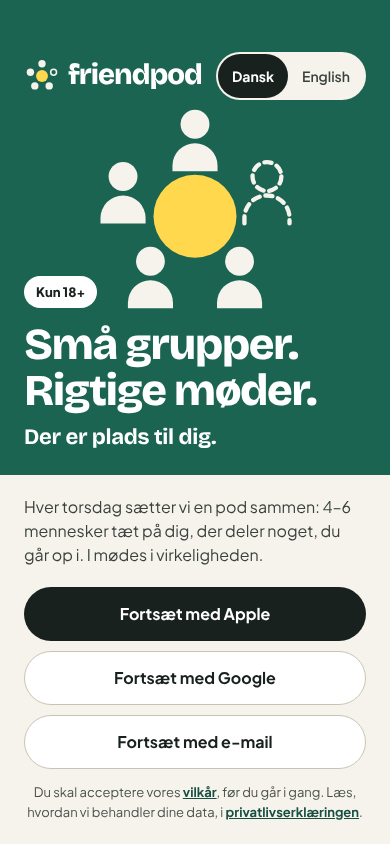 friendpod
Dansk
English
Kun 18+
Små grupper.
Rigtige møder.
Der er plads til dig.
Hver torsdag sætter vi en pod sammen: 4–6
mennesker tæt på dig, der deler noget, du
går op i. I mødes i virkeligheden.
Fortsæt med Apple
Fortsæt med Google
Fortsæt med e-mail
Du skal acceptere vores vilkår, før du går i gang. Læs,
hvordan vi behandler dine data, i privatlivserklæringen.